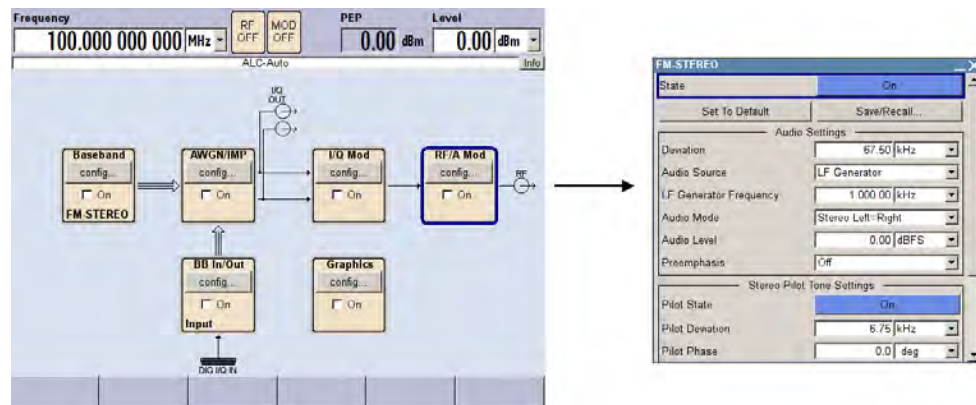 Frequency PEP Level
100.000 000 000 MHz RF OFF MOD OFF 0.00 dBm 0.00 dBm
ALC-Auto Info
I/Q OUT
Baseband AWGN/IMP I/Q Mod RF/A Mod
config... config... config... config... RF
On On On On
FM-STEREO
BB In/Out Graphics
config... config...
On On
Input
DIG I/Q IN
FM-STEREO
State On
Set To Default Save/Recall...
Audio Settings
Deviation 67.50 kHz
Audio Source LF Generator
LF Generator Frequency 1.000 00 kHz
Audio Mode Stereo Left=Right
Audio Level 0.00 dBFS
Preemphasis Off
Stereo Pilot Tone Settings
Pilot State On
Pilot Deviation 6.75 kHz
Pilot Phase 0.0 deg